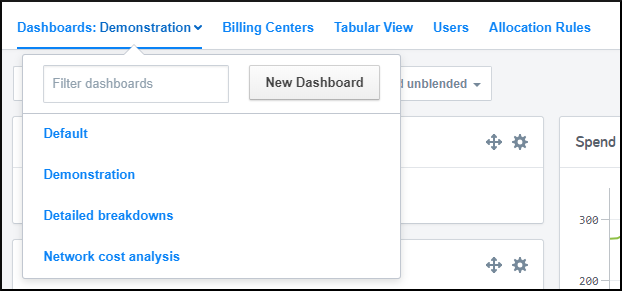 Dashboards: Demonstration Billing Centers Tabular View Users Allocation Rules
Filter dashboards New Dashboard unblended
Default
Demonstration
Detailed breakdowns
Network cost analysis
Spend
300
200